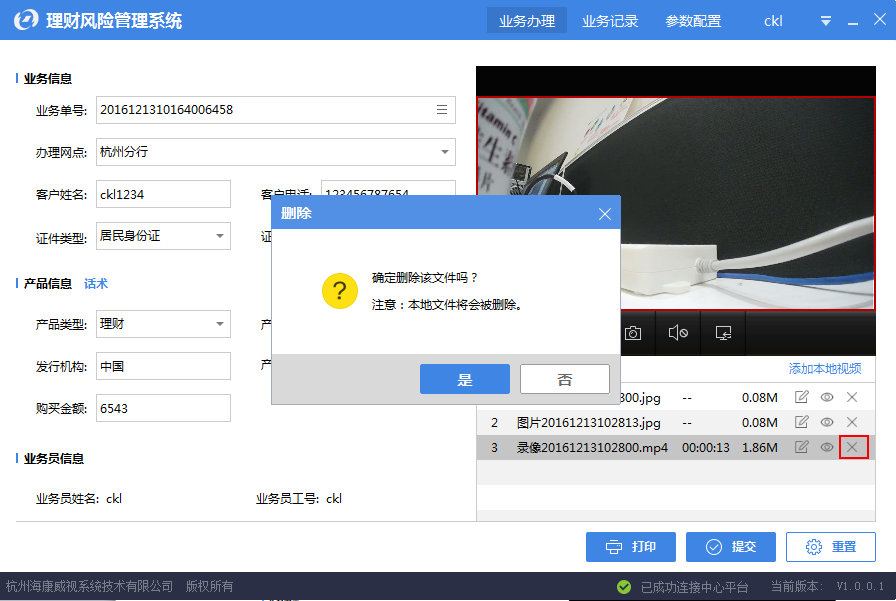 理财风险管理系统 业务办理 业务记录 参数配置 ckl
业务信息
业务单号: 2016121310164006458
办理网点: 杭州分行
客户姓名: ckl1234 客户电话: 123456787654
证件类型: 居民身份证 证
产品信息 话术
产品类型: 理财 产
发行机构: 中国 产
购买金额: 6543
业务员信息
业务员姓名: ckl 业务员工号: ckl
删除
确定删除该文件吗？
注意：本地文件将会被删除。
是 否
itamin
生素
片
添加本地视频
800.jpg -- 0.08M
2 图片20161213102813.jpg -- 0.08M
3 录像20161213102800.mp4 00:00:13 1.86M
打印 提交 重置
杭州海康威视系统技术有限公司 版权所有 已成功连接中心平台 当前版本: V1.0.0.1